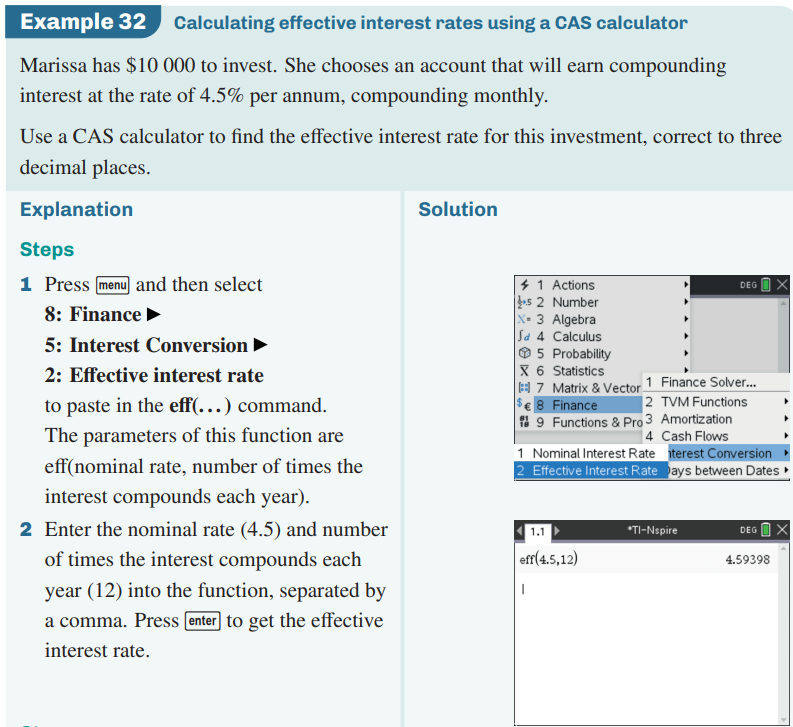 Example 32 Calculating effective interest rates using a CAS calculator
Marissa has $10 000 to invest. She chooses an account that will earn compounding
interest at the rate of 4.5% per annum, compounding monthly.
Use a CAS calculator to find the effective interest rate for this investment, correct to three
decimal places.
Explanation
Steps
1 Press menu and then select
8: Finance ▶
5: Interest Conversion ▶
2: Effective interest rate
to paste in the eff(...) command.
The parameters of this function are
eff(nominal rate, number of times the
interest compounds each year).
2 Enter the nominal rate (4.5) and number
of times the interest compounds each
year (12) into the function, separated by
a comma. Press enter to get the effective
interest rate.
Solution
DEG
1 Actions
2 Number
3 Algebra
4 Calculus
5 Probability
6 Statistics
7 Matrix & Vector
8 Finance
9 Functions & Pro
1 Finance Solver...
2 TVM Functions
3 Amortization
4 Cash Flows
nterest Conversion
Days between Dates
1 Nominal Interest Rate
2 Effective Interest Rate
1.1 *TI-Nspire DEG
eff(4.5,12) 4.59398